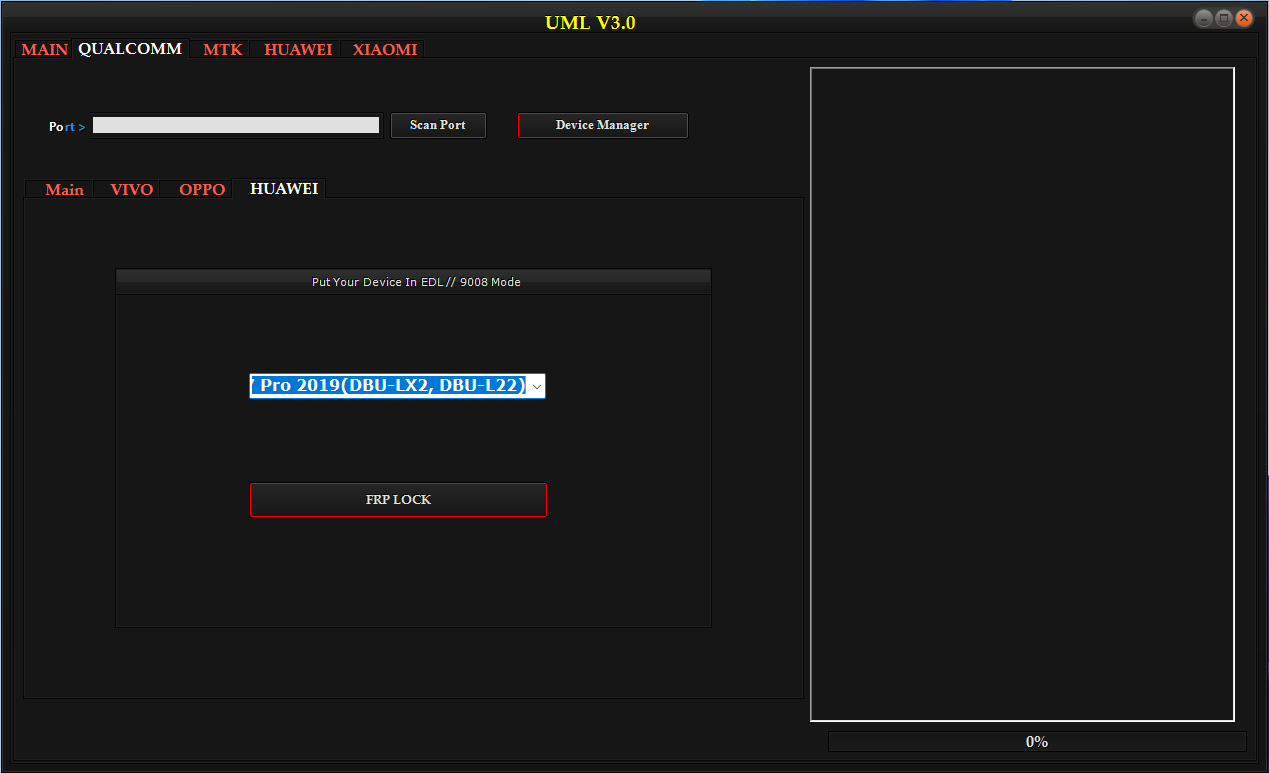 UML V3.0
MAIN QUALCOMM MTK HUAWEI XIAOMI
Port > Scan Port Device Manager
Main VIVO OPPO HUAWEI
Put Your Device In EDL // 9008 Mode
Pro 2019(DBU-LX2, DBU-L22)
FRP LOCK
0%